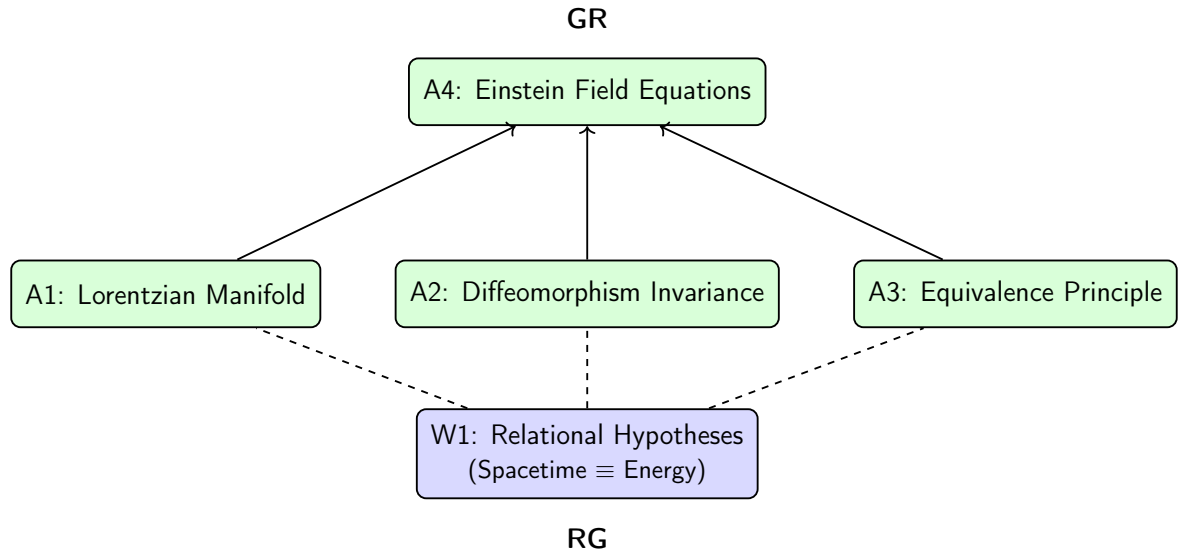 GR
A4: Einstein Field Equations
A1: Lorentzian Manifold
A2: Diffeomorphism Invariance
A3: Equivalence Principle
W1: Relational Hypotheses
(Spacetime ≡ Energy)
RG